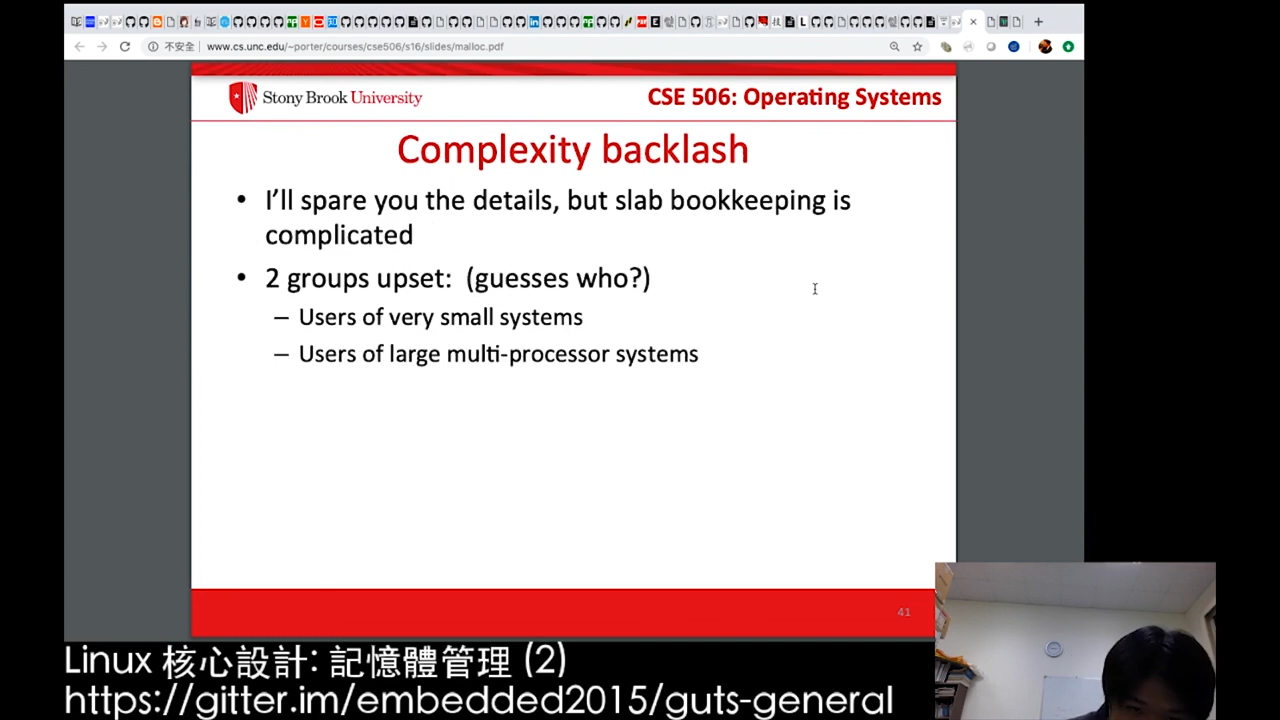 不安全
www.cs.unc.edu/~porter/courses/cse506/s16/slides/malloc.pdf
Stony Brook University
CSE 506: Operating Systems
Complexity backlash
• I'll spare you the details, but slab bookkeeping is
complicated
• 2 groups upset: (guesses who?)
– Users of very small systems
– Users of large multi-processor systems
41
Linux 核心設計: 記憶體管理 (2)
https://gitter.im/embedded2015/guts-general